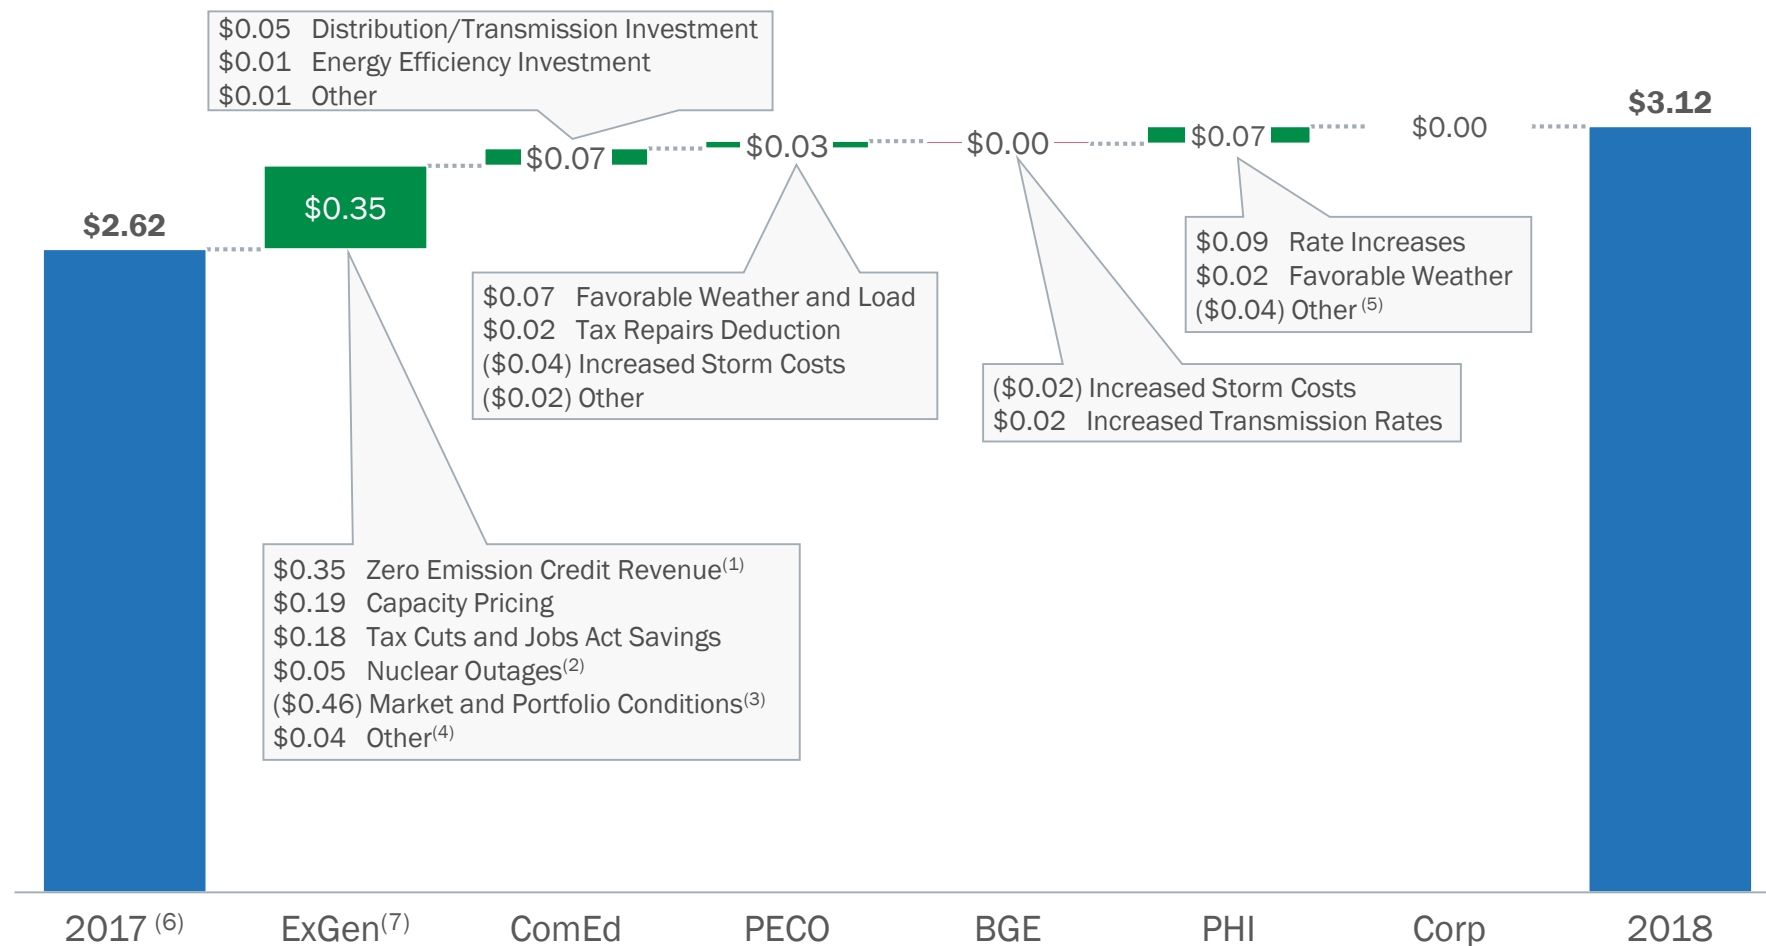 $0.05 Distribution/Transmission Investment
$0.01 Energy Efficiency Investment
$0.01 Other
$2.62
$0.35
$0.07
$0.03
$0.00
$0.07
$0.00
$3.12
$0.09 Rate Increases
$0.02 Favorable Weather
($0.04) Other (5)
$0.07 Favorable Weather and Load
$0.02 Tax Repairs Deduction
($0.04) Increased Storm Costs
($0.02) Other
($0.02) Increased Storm Costs
$0.02 Increased Transmission Rates
$0.35 Zero Emission Credit Revenue(1)
$0.19 Capacity Pricing
$0.18 Tax Cuts and Jobs Act Savings
$0.05 Nuclear Outages(2)
($0.46) Market and Portfolio Conditions(3)
$0.04 Other(4)
2017 (6) ExGen(7) ComEd PECO BGE PHI Corp 2018